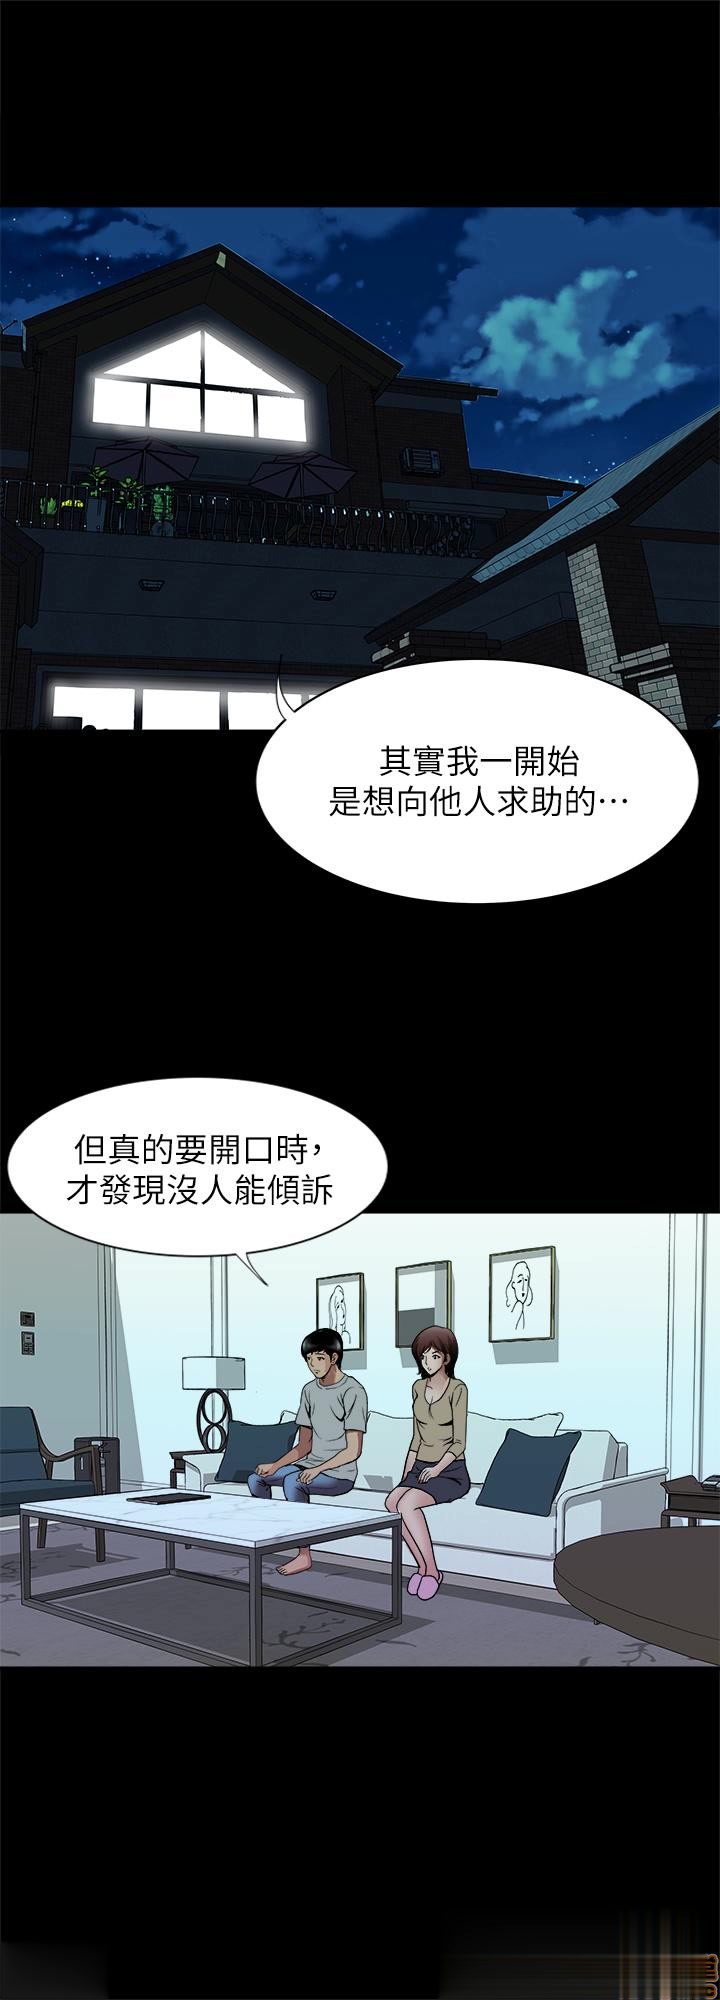 其實我一開始
是想向他人求助的…
但真的要開口時，
才發現沒人能傾訴